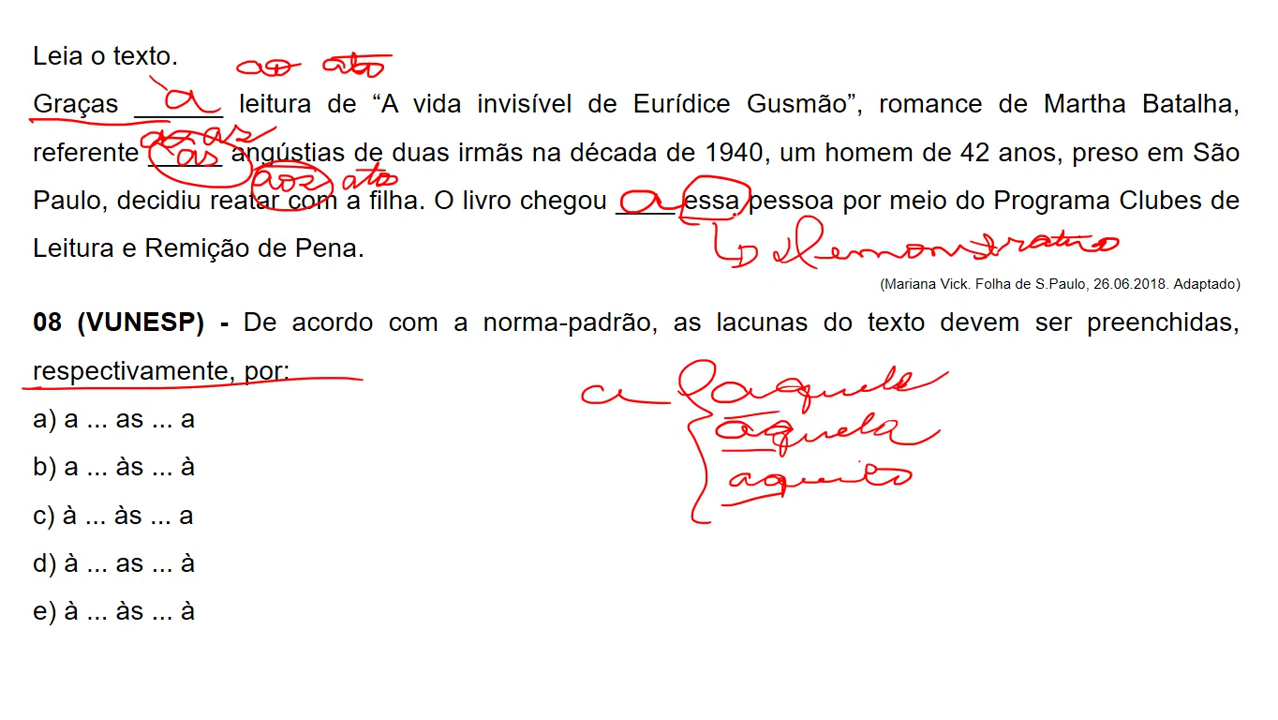 Leia o texto.
ao ato
Graças à leitura de “A vida invisível de Eurídice Gusmão”, romance de Martha Batalha,
referente às angústias de duas irmãs na década de 1940, um homem de 42 anos, preso em São
aos ato
Paulo, decidiu reatar com a filha. O livro chegou a essa pessoa por meio do Programa Clubes de
Leitura e Remição de Pena.
Demonstrativo
(Mariana Vick. Folha de S.Paulo, 26.06.2018. Adaptado)
08 (VUNESP) - De acordo com a norma-padrão, as lacunas do texto devem ser preenchidas,
respectivamente, por:
a aquele
a) a ... as ... a
aquela
b) a ... às ... à
aquilo
c) à ... às ... a
d) à ... as ... à
e) à ... às ... à